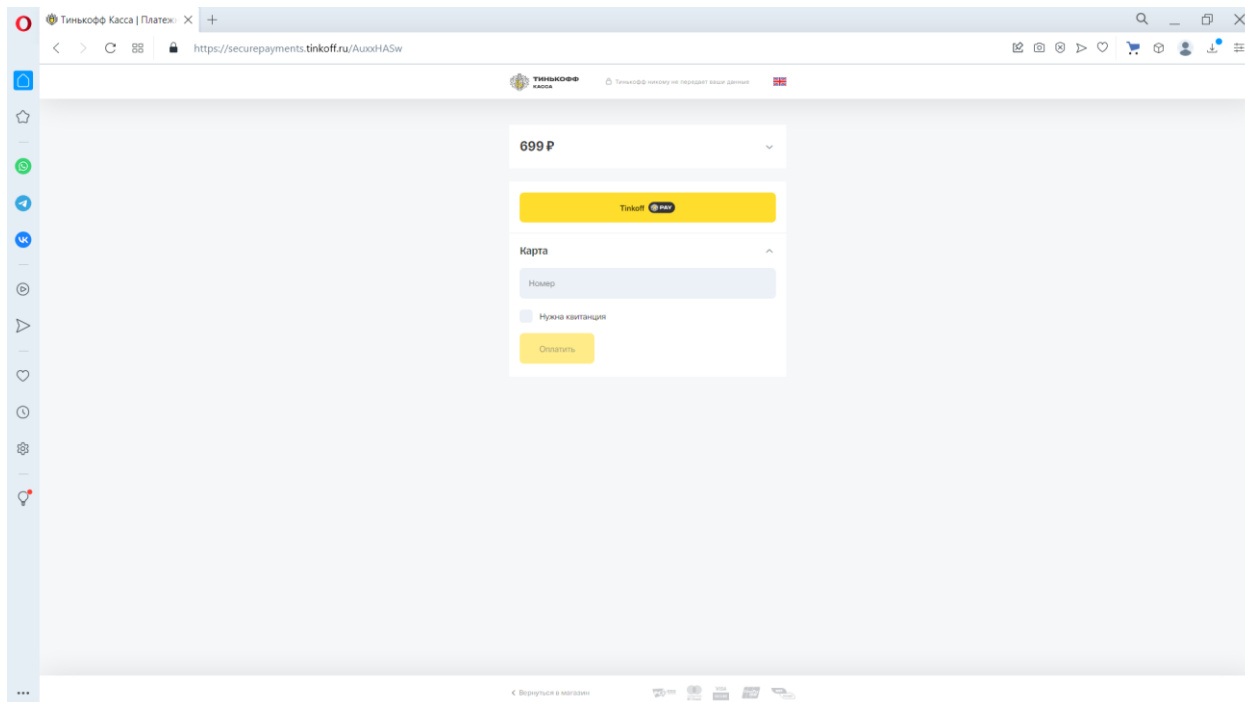 Тинькофф Касса | Платеж
https://securepayments.tinkoff.ru/AuxxHASw
ТИНЬКОФФ
КАССА
Тинькофф никому не передает ваши данные
699 ₽
Tinkoff PAY
Карта
Номер
Нужна квитанция
Оплатить
Вернуться в магазин